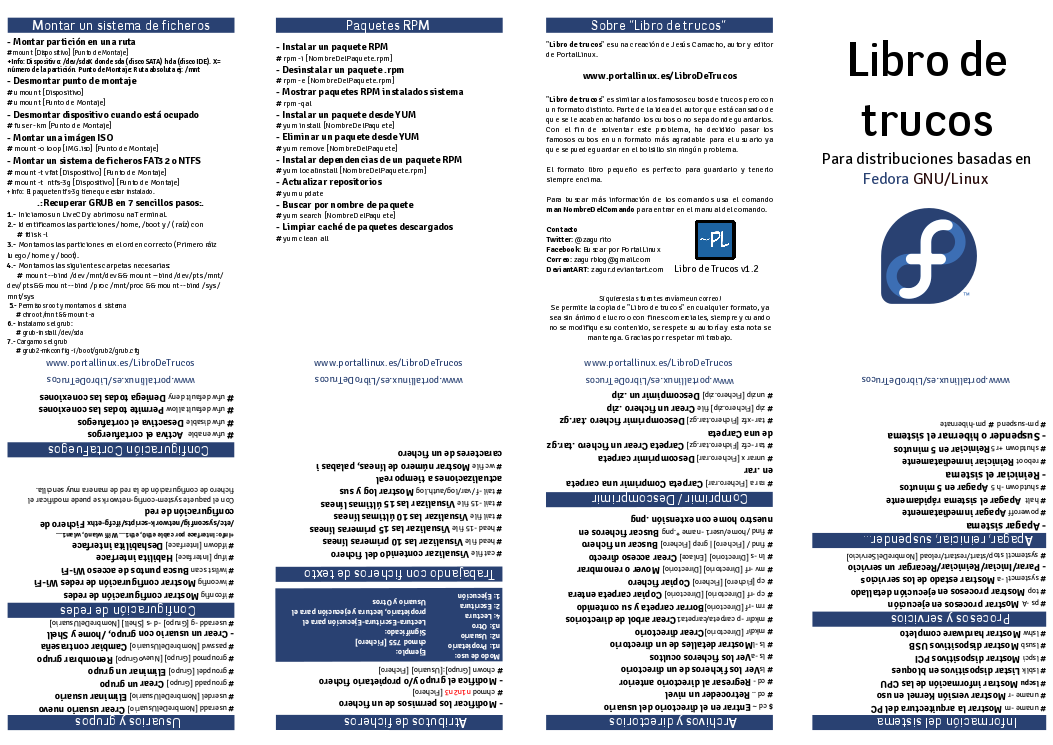 Montar un sistema de ficheros
- Montar partición en una ruta
# mount [Dispositivo] [Punto de Montaje]
+Info: Dispositivo: /dev/sdaX donde sda (disco SATA) hda (disco IDE). X=
número de la partición. Punto de Montaje: Ruta absoluta ej: /mnt
- Desmontar punto de montaje
# umount [Dispositivo]
# umount [Punto de Montaje]
- Desmontar dispositivo cuando está ocupado
# fuser -km [Punto de Montaje]
- Montar una imágen ISO
# mount -o loop [IMG.iso] [Punto de Montaje]
- Montar un sistema de ficheros FAT32 o NTFS
# mount -t vfat [Dispositivo] [Punto de Montaje]
# mount -t ntfs-3g [Dispositivo] [Punto de Montaje]
+Info: El paquete ntfs-3g tiene que estar instalado.
.:Recuperar GRUB en 7 sencillos pasos:.
1.- Iniciamos un LiveCD y abrimos una Terminal.
2.- Identificamos las particiones /home, /boot y / (raíz) con
# fdisk -l
3.- Montamos las particiones en el orden correcto (Primero raíz
luego /home y /boot).
4.- Montamos las siguientes carpetas necesarias:
# mount --bind /dev /mnt/dev && mount --bind /dev/pts /mnt/
dev/pts && mount --bind /proc /mnt/proc && mount --bind /sys/
mnt/sys
5.- Permiso root y montamos el sistema
# chroot /mnt && mount -a
6.- Instalamos el grub:
# grub-install /dev/sda
7.- Cargamos el grub:
# grub2-mkconfig -i /boot/grub2/grub.cfg
www.portallinux.es/LibroDeTrucos
Paquetes RPM
- Instalar un paquete RPM
# rpm -i [NombreDelPaquete.rpm]
- Desinstalar un paquete .rpm
# rpm -e [NombreDelPaquete.rpm]
- Mostrar paquetes RPM instalados sistema
# rpm -qal
- Instalar un paquete desde YUM
# yum install [NombreDelPaquete]
- Eliminar un paquete desde YUM
# yum remove [NombreDelPaquete]
- Instalar dependencias de un paquete RPM
# yum localinstall [NombreDelPaquete.rpm]
- Actualizar repositorios
# yum update
- Buscar por nombre de paquete
# yum search [NombreDelPaquete]
- Limpiar caché de paquetes descargados
# yum clean all
www.portallinux.es/LibroDeTrucos
Sobre "Libro de trucos"
"Libro de trucos" es una creación de Jesús Camacho, autor y editor
de PortalLinux.
www.portallinux.es/LibroDeTrucos
"Libro de trucos" es similar a los famosos cubos de trucos pero con
un formato distinto. Parte de la idea del autor que está cansado de
que se le acaben achafando los cubos o no sepa donde guardarlos.
Con el fin de solventar este problema, ha decidido pasar los
famosos cubos en un formato más agradable para el usuario ya
que se puede guardar en el bolsillo sin ningún problema.
El formato libro pequeño es perfecto para guardarlo y tenerlo
siempre encima.
Para buscar más información de los comandos usa el comando
man NombreDelComando para entrar en el manual del comando.
Contacto
Twitter: @zagurito
Facebook: Buscar por PortalLinux
Correo: zagurblog@gmail.com
DeviantART: zagur.deviantart.com
~PL
Libro de Trucos v1.2
Si quieres las fuentes envíame un correo!
Se permite la copia de "Libro de trucos" en cualquier formato, ya
sea sin ánimo de lucro o con fines comerciales, siempre y cuando
no se modifique su contenido, se respete su autoría y esta nota se
mantenga. Gracias por respetar mi trabajo.
www.portallinux.es/LibroDeTrucos
Libro de
trucos
Para distribuciones basadas en
Fedora GNU/Linux
TM
Usuarios y grupos
# useradd [NombreDelUsuario] Crear usuario nuevo
# userdel [NombreDelUsuario] Eliminar usuario
# groupadd [Grupo] Crear un grupo
# groupdel [Grupo] Eliminar un grupo
# groupmod [Grupo] [NuevoGrupo] Renombrar grupo
# passwd [NombreDelUsuario] Cambiar contraseña
- Crear un usuario con grupo, /home y Shell
# useradd -g [Grupo] -d -s [Shell] [NombreDelUsuario]
Configuración de redes
# ifconfig Mostrar configuración de redes
# iwconfig Mostrar configuración de redes Wi-Fi
# iwlist scan Busca puntos de acceso Wi-Fi
# ifup [Interface] Habilita interface
# ifdown [Interface] Deshabilita interface
+Info: Interface por cable eth0, eth1... Wifi wlan0, wlan1....
/etc/sysconfig/network-scripts/ifcfg-ethx Fichero de
configuración de red
Con el paquete system-config-network se puede modificar el
fichero de configuración de la red de manera muy sencilla.
Configuración CortaFuegos
# ufw enable Activa el cortafuegos
# ufw disable Desactiva el cortafuegos
# ufw default allow Permite todas las conexiones
# ufw default deny Deniega todas las conexiones
www.portallinux.es/LibroDeTrucos
Atributos de ficheros
- Modificar los permisos de un fichero
# chmod n1n2n3 [Fichero]
- Modifica el grupo y/o propietario fichero
# chown [Grupo]:[Usuario] [Fichero]
Modo de uso:
n1: Propietario
n2: Usuario
n3: Otro
4: Lectura
2: Escritura
1: Ejecución
Ejemplo:
chmod 755 [Fichero]
Significado:
Lectura-Escritura-Ejecución para el
propietario, Lectura y ejecución para el
Usuario y Otros
Trabajando con ficheros de texto
# cat File Visualizar contenido del fichero
# head File Visualizar las 10 primeras líneas
# head -15 File Visualizar las 15 primeras líneas
# tail File Visualizar las 10 últimas líneas
# tail -15 File Visualizar las 15 últimas líneas
# tail -f /var/log/auth.log Mostrar log y sus
actualizaciones a tiempo real
# wc File Mostrar número de líneas, palabas i
caracteres de un fichero
www.portallinux.es/LibroDeTrucos
Archivos y directorios
$ cd ~ Entrar en el directorio del usuario
# cd .. Retroceder un nivel
# cd - Regresar al directorio anterior
# ls Ver los ficheros de un directorio
# ls -a Ver los ficheros ocultos
# ls -l Mostrar detalles de un directorio
# mkdir [Directorio] Crear directorio
# mkdir -p carpeta/carpeta2 Crear arbol de directorios
# rm -rf [Directorio] Borrar carpeta y su contenido
# cp -rf [Directorio] [Directorio] Copiar carpeta entera
# cp [Fichero] [Fichero] Copiar fichero
# mv -rf [Directorio] [Directorio] Mover o renombrar
# ln -s [Directorio] [Enlace] Crear acceso directo
# find / [Fichero] | grep [Fichero] Buscar un fichero
# find /home/user1 -name *.png Buscar ficheros en
nuestro home con extensión .png
Comprimir / Descomprimir
# rar a [Fichero.rar] Carpeta Comprimir una carpeta
en .rar
# unrar x [Fichero.rar] Descomprimir carpeta
# tar -cfz [Fichero.tar.gz] Carpeta Crear un fichero .tar.gz
de una Carpeta
# tar -xfz [Fichero.tar.gz] Descomprimir fichero .tar.gz
# zip [Fichero.zip] file Crear un fichero .zip
# unzip [Fichero.zip] Descomprimir un .zip
www.portallinux.es/LibroDeTrucos
Información del sistema
# uname -m Mostrar la arquitectura del PC
# uname -r Mostrar versión Kernel en uso
# lscpu Mostrar información de las CPU
# lsblk Listar dispositivos en bloques
# lspci Mostrar dispositivos PCI
# lsusb Mostrar dispositivos USB
# lshw Mostrar hardware completo
Procesos y servicios
# ps -A Mostrar procesos en ejecución
# top Mostrar procesos en ejecución detallado
# systemctl -a Mostrar estado de los servicios
- Parar/Iniciar/Reiniciar/Recargar un servicio
# systemctl stop/start/restart/reload [NombreDelServicio]
Apagar, reiniciar, suspender...
- Apagar sistema
# poweroff Apagar inmediatamente
# halt Apagar el sistema rápidamente
# shutdown -h 5 Apagar en 5 minutos
- Reiniciar el sistema
# reboot Reiniciar inmediatamente
# shutdown +r 5 Reiniciar en 5 minutos
- Suspender o hibernar el sistema
# pm-suspend # pm-hibernate
www.portallinux.es/LibroDeTrucos